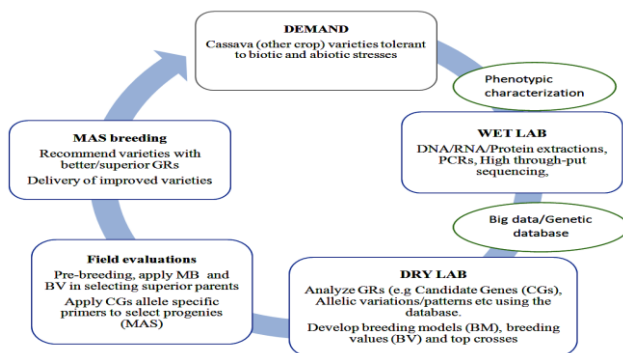 DEMAND
Cassava (other crop) varieties tolerant
to biotic and abiotic stresses
Phenotypic
characterization
WET LAB
DNA/RNA/Protein extractions,
PCRs, High through-put
sequencing,
Big data/Genetic
database
DRY LAB
Analyze GRs (e.g Candidate Genes (CGs),
Allelic variations/patterns etc using the
database.
Develop breeding models (BM), breeding
values (BV) and top crosses
Field evaluations
Pre-breeding, apply MB and
BV in selecting superior parents
Apply CGs allele specific
primers to select progenies
(MAS)
MAS breeding
Recommend varieties with
better/superior GRs
Delivery of improved varieties